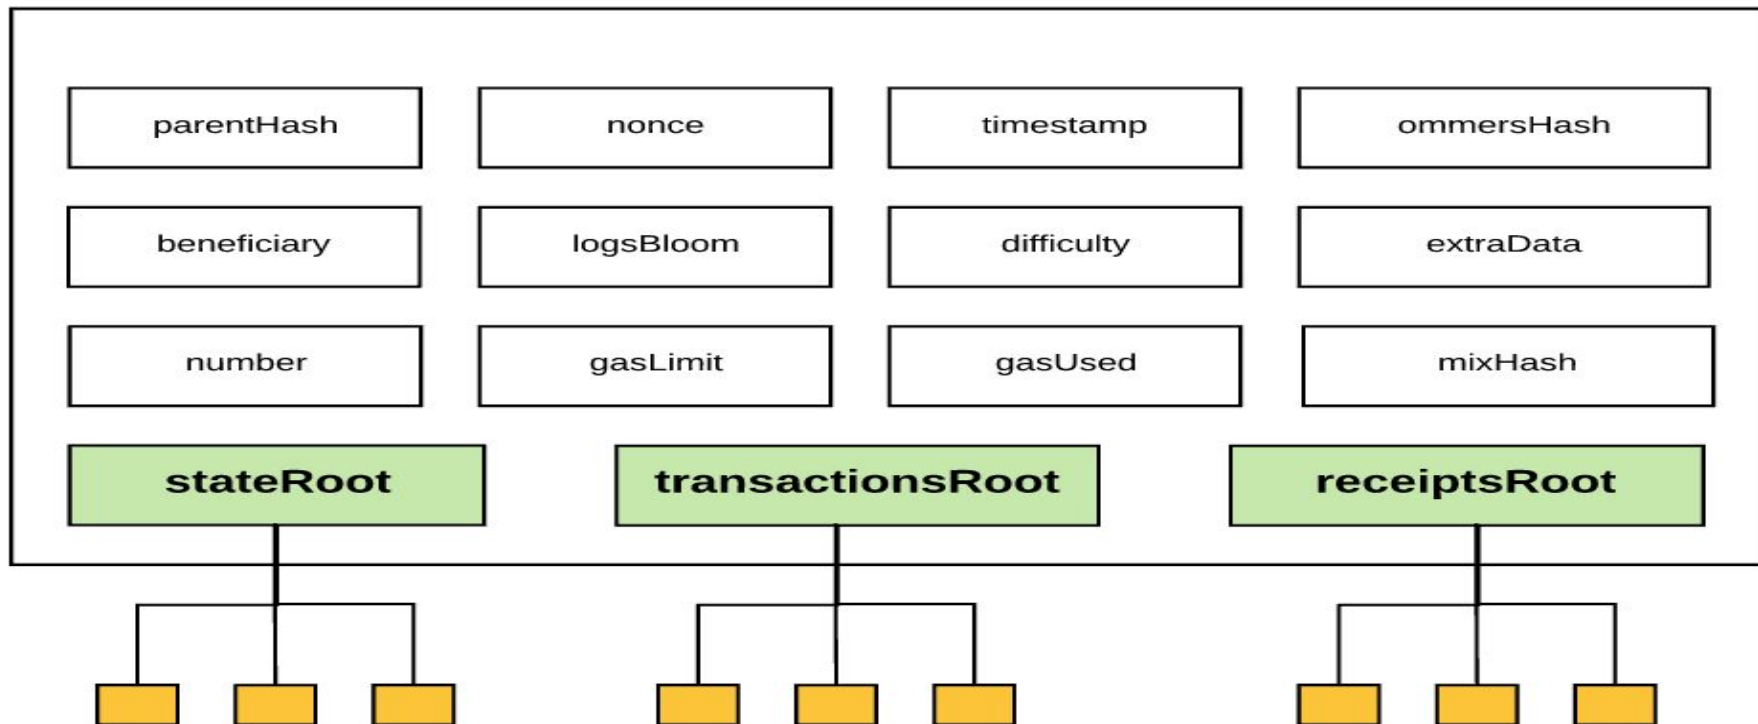 parentHash nonce timestamp ommersHash
beneficiary logsBloom difficulty extraData
number gasLimit gasUsed mixHash
stateRoot transactionsRoot receiptsRoot